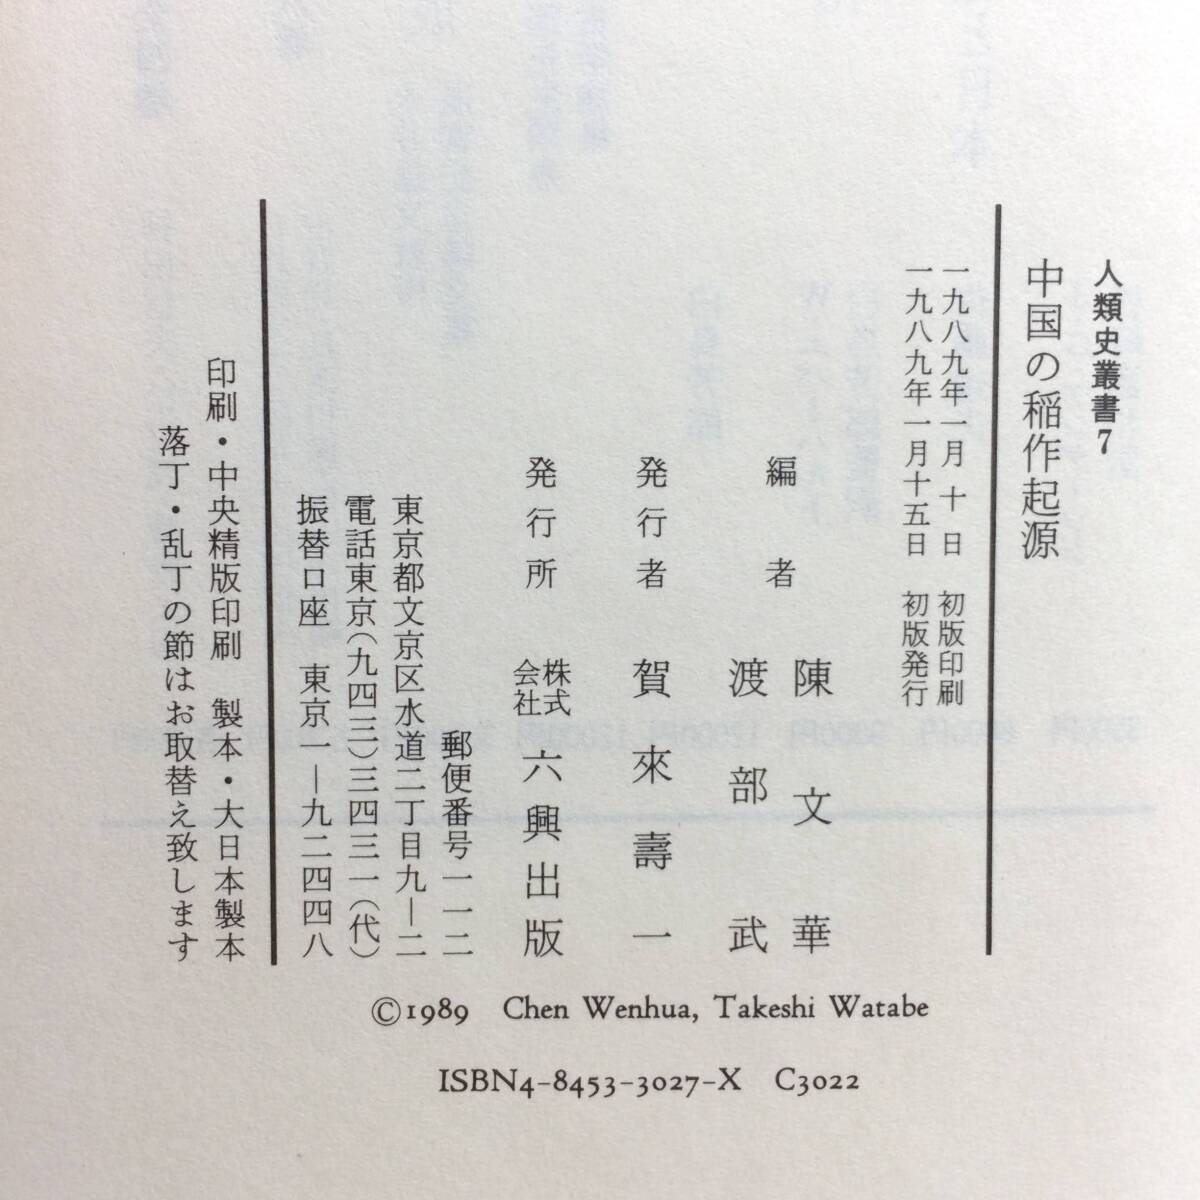 人類史叢書7
中国の稲作起源
一九八九年一月十日 初版印刷
一九八九年一月十五日 初版発行
編者 陳文華
渡部武
発行者 賀來壽一
発行所 株式会社 六興出版
郵便番号一一二
東京都文京区水道二丁目九―二
電話東京(九四三)三四三一(代)
振替口座 東京一―九二四四八
印刷・中央精版印刷 製本・大日本製本
落丁・乱丁の節はお取替え致します
©1989 Chen Wenhua, Takeshi Watabe
ISBN4-8453-3027-X C3022